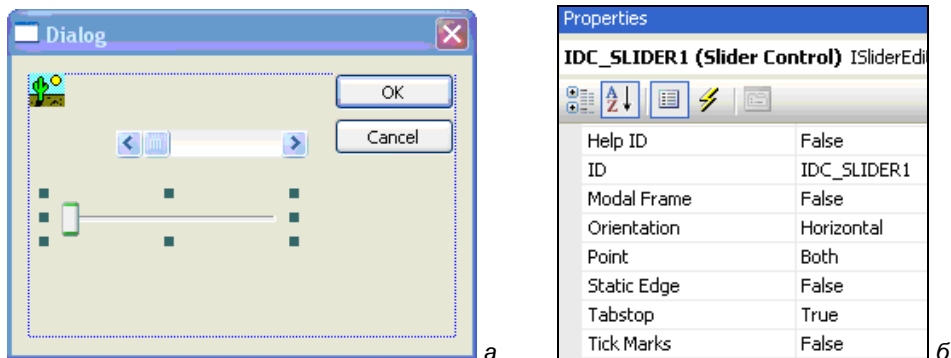 Dialog
OK
Cancel
а
Properties
IDC_SLIDER1 (Slider Control) ISliderEdi
Help ID False
ID IDC_SLIDER1
Modal Frame False
Orientation Horizontal
Point Both
Static Edge False
Tabstop True
Tick Marks False
б